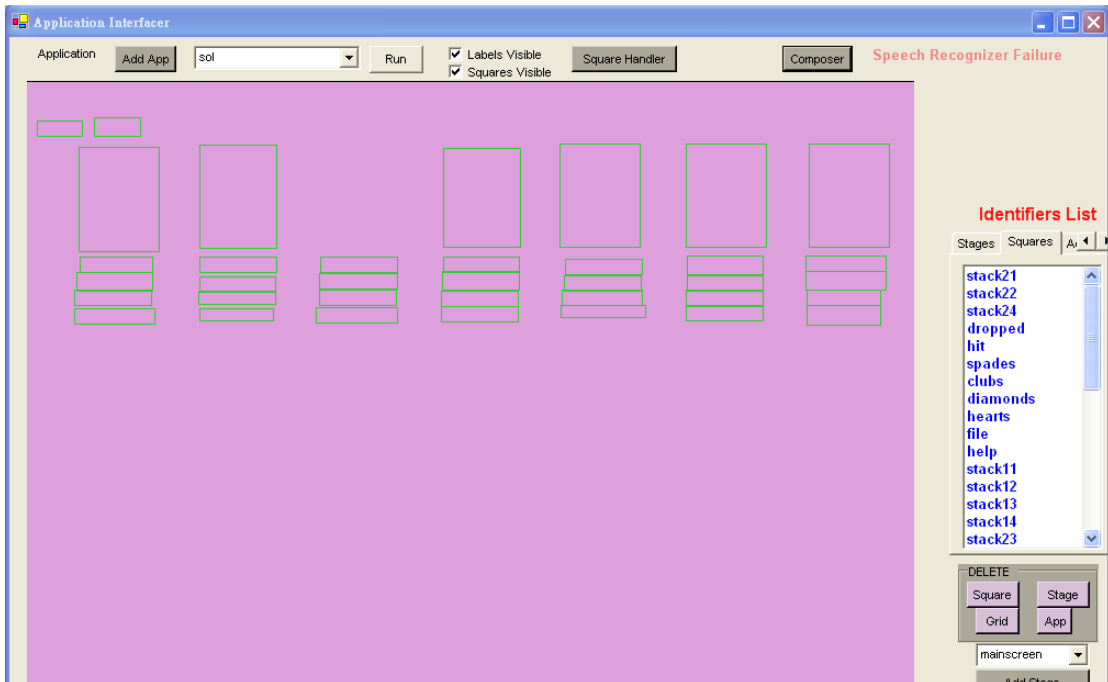 Application Interfacer
Application
Add App
sol
Run
Labels Visible
Squares Visible
Square Handler
Composer
Speech Recognizer Failure
Identifiers List
Stages
Squares
stack21
stack22
stack24
dropped
hit
spades
clubs
diamonds
hearts
file
help
stack11
stack12
stack13
stack14
stack23
DELETE
Square
Stage
Grid
App
mainscreen
Add Stage